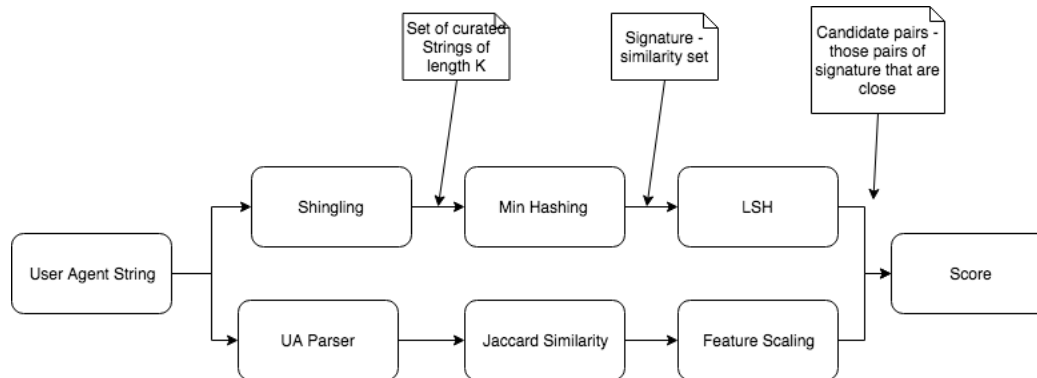 Set of curated
Strings of
length K
Signature -
similarity set
Candidate pairs -
those pairs of
signature that are
close
Shingling
Min Hashing
LSH
User Agent String
Score
UA Parser
Jaccard Similarity
Feature Scaling